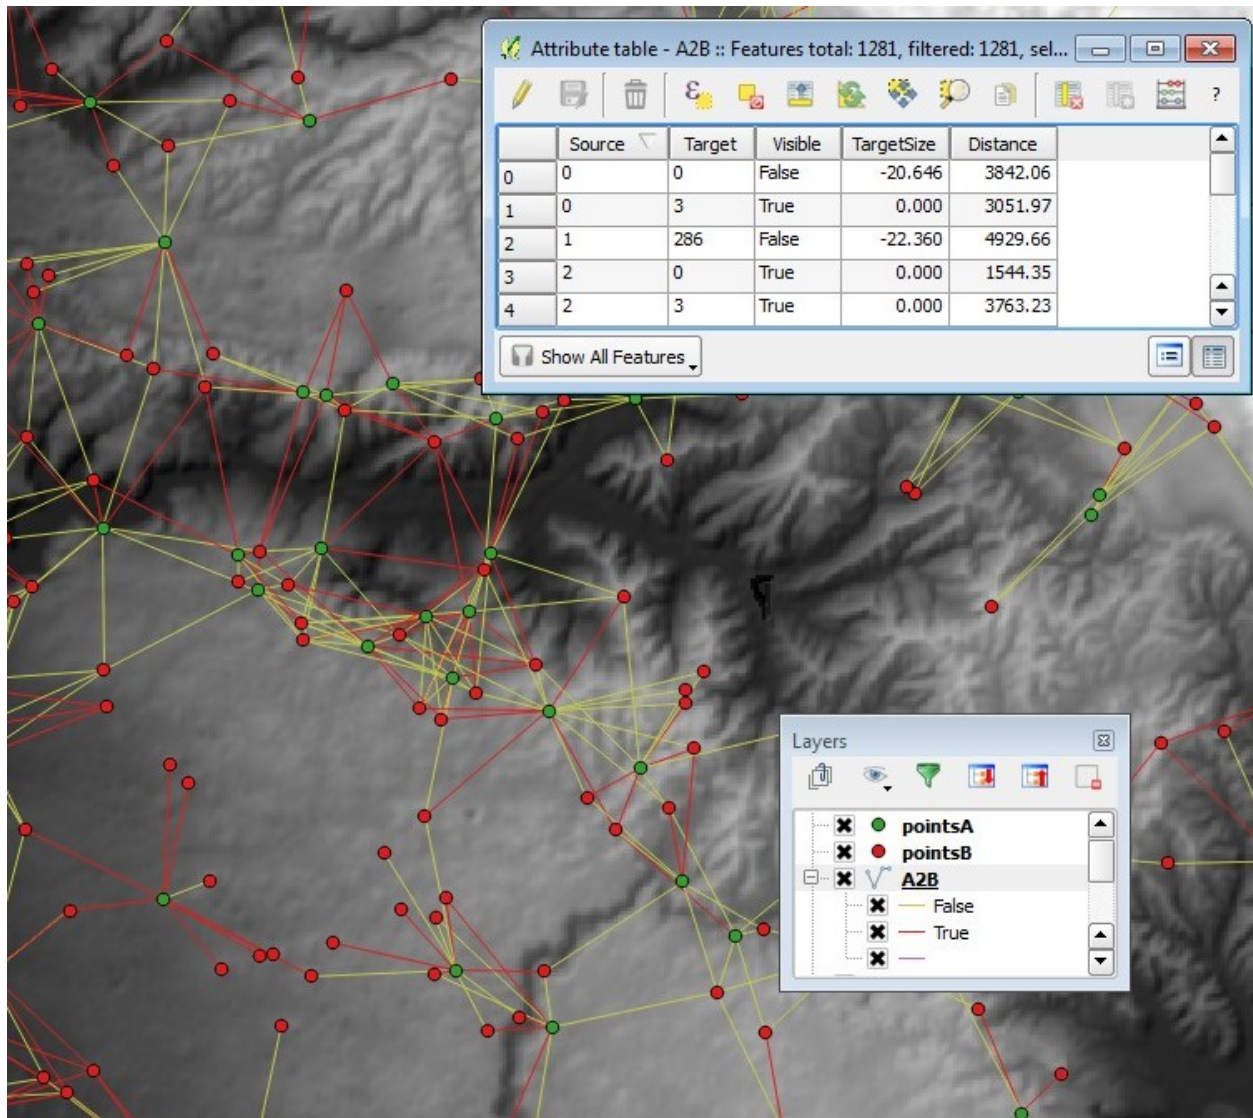 Attribute table - A2B :: Features total: 1281, filtered: 1281, sel...
ε ?
Source Target Visible TargetSize Distance
0 0 0 False -20.646 3842.06
1 0 3 True 0.000 3051.97
2 1 286 False -22.360 4929.66
3 2 0 True 0.000 1544.35
4 2 3 True 0.000 3763.23
Show All Features
Layers
pointsA
pointsB
A2B
False
True